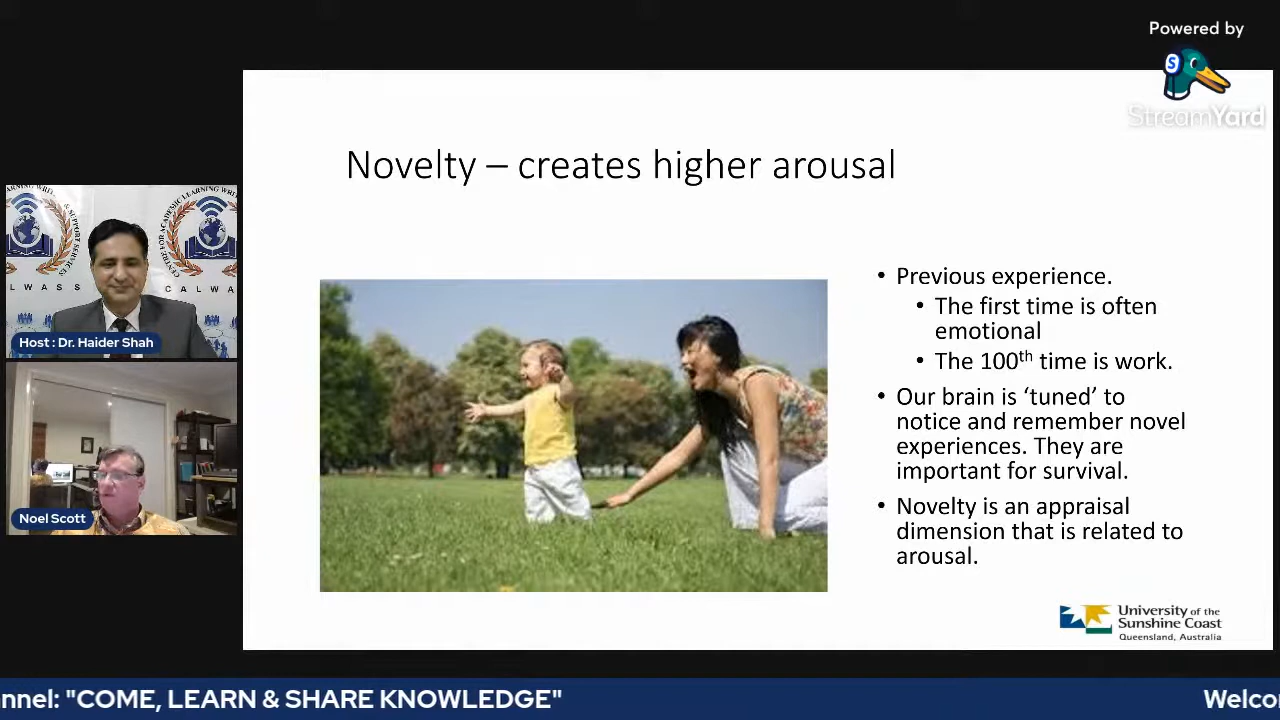 Powered by
StreamYard
Novelty – creates higher arousal
• Previous experience.
• The first time is often
emotional
• The 100th time is work.
• Our brain is ‘tuned’ to
notice and remember novel
experiences. They are
important for survival.
• Novelty is an appraisal
dimension that is related to
arousal.
University of the
Sunshine Coast
Queensland, Australia
CALWASS
CALWA
Host : Dr. Haider Shah
Noel Scott
nnel: "COME, LEARN & SHARE KNOWLEDGE"
Welco